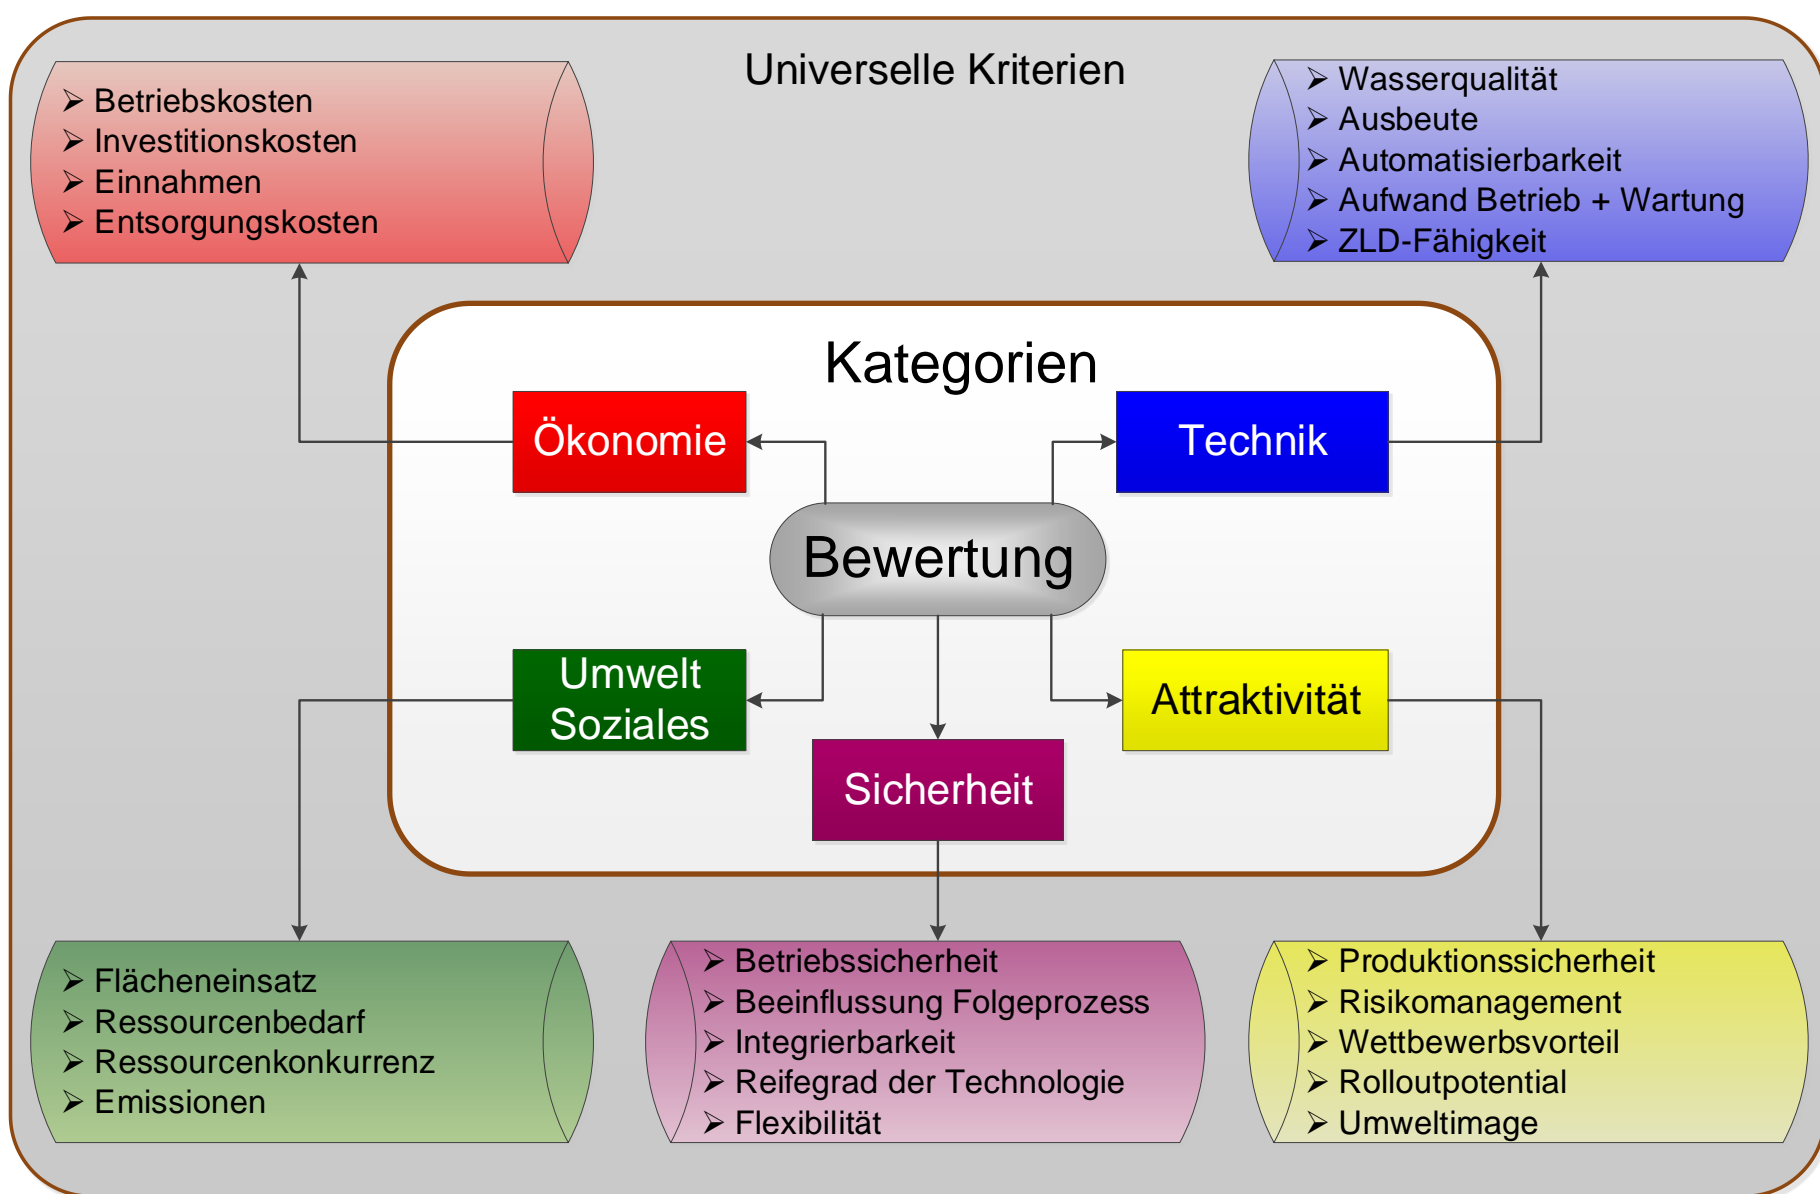 Universelle Kriterien
➢ Betriebskosten
➢ Investitionskosten
➢ Einnahmen
➢ Entsorgungskosten
➢ Wasserqualität
➢ Ausbeute
➢ Automatisierbarkeit
➢ Aufwand Betrieb + Wartung
➢ ZLD-Fähigkeit
Kategorien
Ökonomie
Technik
Bewertung
Umwelt
Soziales
Attraktivität
Sicherheit
➢ Flächeneinsatz
➢ Ressourcenbedarf
➢ Ressourcenkonkurrenz
➢ Emissionen
➢ Betriebssicherheit
➢ Beeinflussung Folgeprozess
➢ Integrierbarkeit
➢ Reifegrad der Technologie
➢ Flexibilität
➢ Produktionssicherheit
➢ Risikomanagement
➢ Wettbewerbsvorteil
➢ Rolloutpotential
➢ Umweltimage